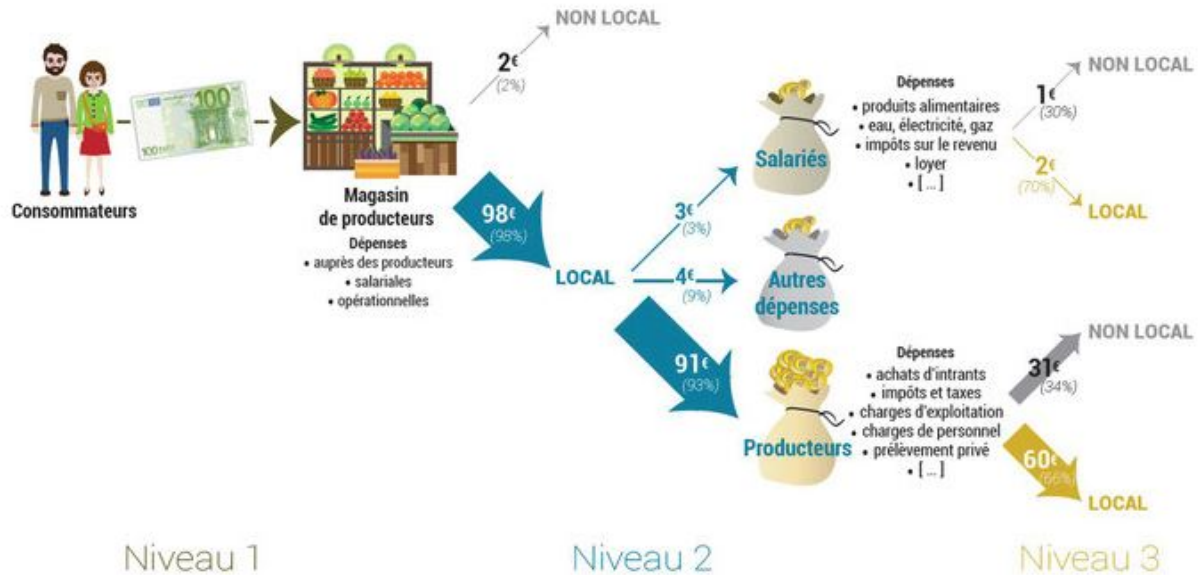 NON LOCAL
2€
(2%)
100
100 EURO
Consommateurs
Magasin
de producteurs
Dépenses
• auprès des producteurs
• salariales
• opérationnelles
98€
(98%)
LOCAL
3€
(3%)
4€
(9%)
91€
(93%)
Salariés
Dépenses
• produits alimentaires
• eau, électricité, gaz
• impôts sur le revenu
• loyer
• [ ... ]
1€
(30%)
NON LOCAL
2€
(70%)
LOCAL
Autres
dépenses
Producteurs
Dépenses
• achats d'intrants
• impôts et taxes
• charges d'exploitation
• charges de personnel
• prélèvement privé
• [ ... ]
31€
(34%)
NON LOCAL
60€
(66%)
LOCAL
Niveau 1
Niveau 2
Niveau 3